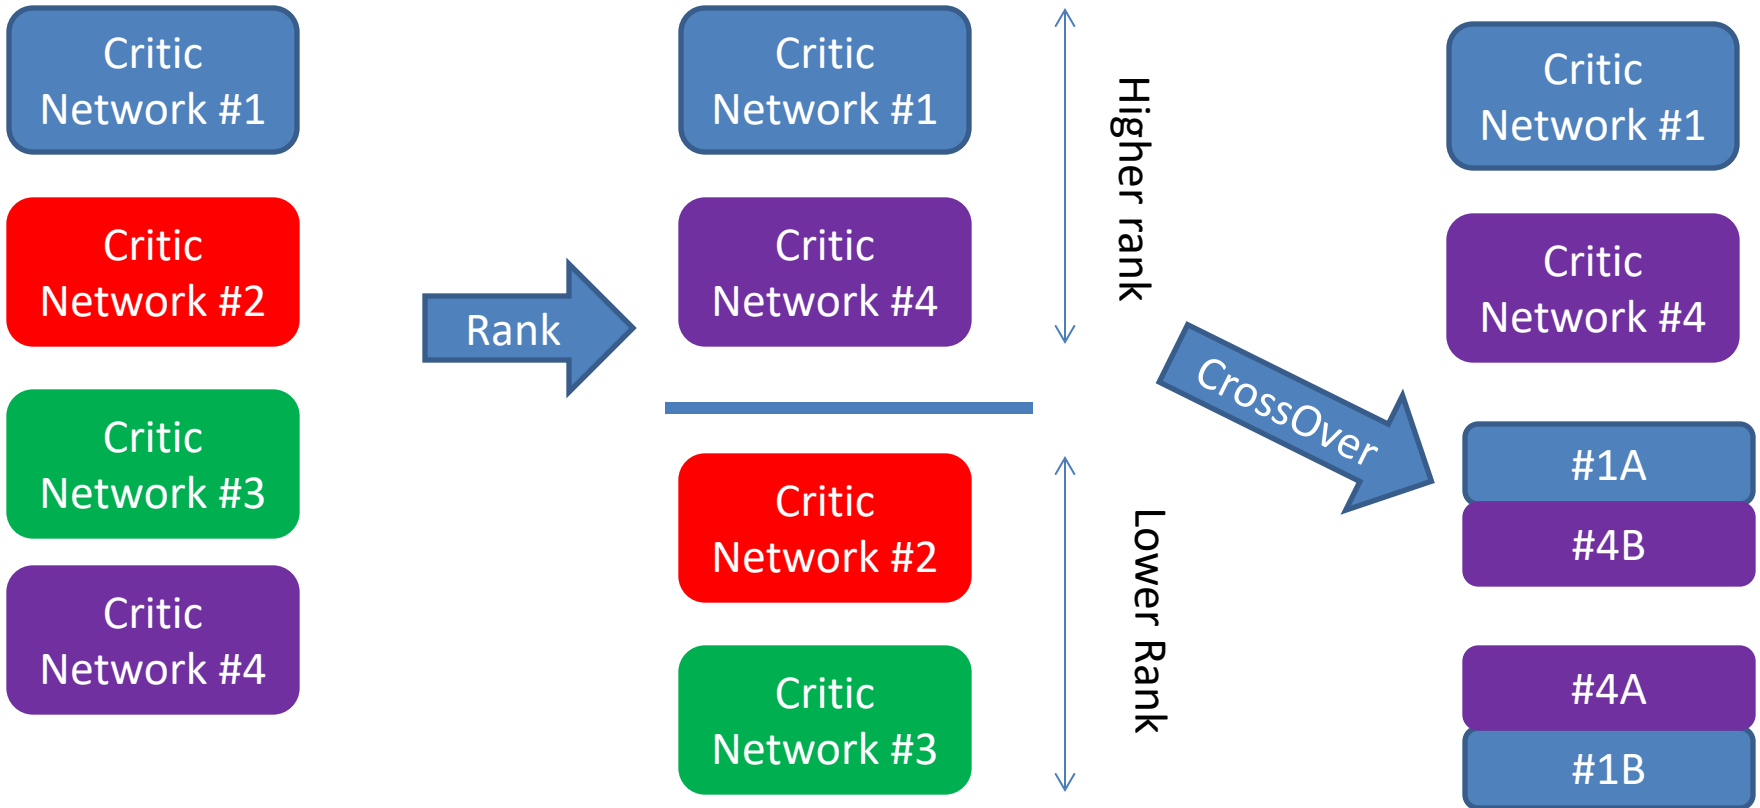 Critic
Network #1
Critic
Network #2
Critic
Network #3
Critic
Network #4
Rank
Critic
Network #1
Critic
Network #4
Critic
Network #2
Critic
Network #3
Higher rank
Lower Rank
CrossOver
Critic
Network #1
Critic
Network #4
#1A
#4B
#4A
#1B